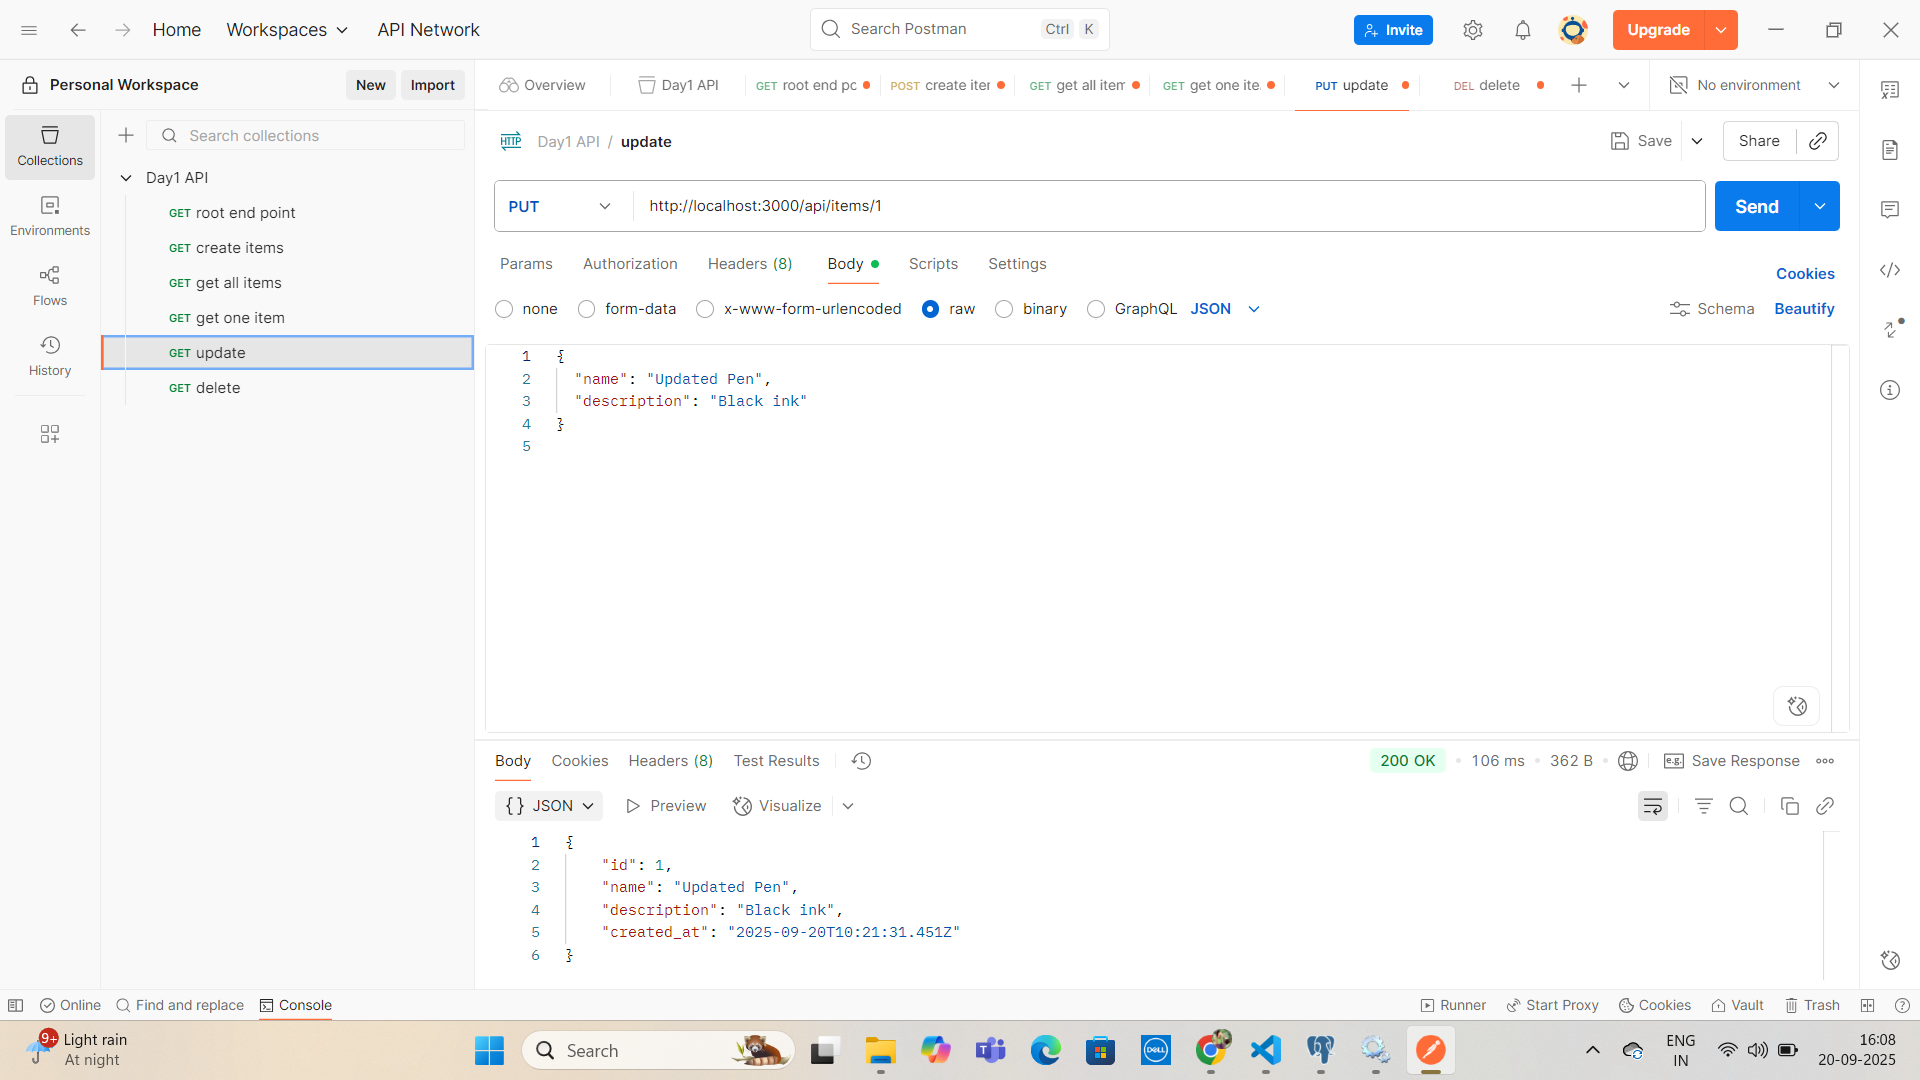 Home
Workspaces
API Network
Search Postman
Ctrl K
Invite
Upgrade
Personal Workspace
New
Import
Overview
Day1 API
GET root end po
POST create iter
GET get all item
GET get one ite
PUT update
DEL delete
No environment
Collections
Environments
Flows
History
Search collections
Day1 API
GET root end point
GET create items
GET get all items
GET get one item
GET update
GET delete
HTTP Day1 API / update
Save
Share
PUT
http://localhost:3000/api/items/1
Send
Params
Authorization
Headers (8)
Body
Scripts
Settings
Cookies
none
form-data
x-www-form-urlencoded
raw
binary
GraphQL
JSON
Schema
Beautify
1 {
2 "name": "Updated Pen",
3 "description": "Black ink"
4 }
5
Body
Cookies
Headers (8)
Test Results
200 OK
106 ms
362 B
e.g. Save Response
{} JSON
Preview
Visualize
1 {
2 "id": 1,
3 "name": "Updated Pen",
4 "description": "Black ink",
5 "created_at": "2025-09-20T10:21:31.451Z"
6 }
Online
Find and replace
Console
Runner
Start Proxy
Cookies
Vault
Trash
9+
Light rain
At night
Search
DELL
ENG
IN
16:08
20-09-2025